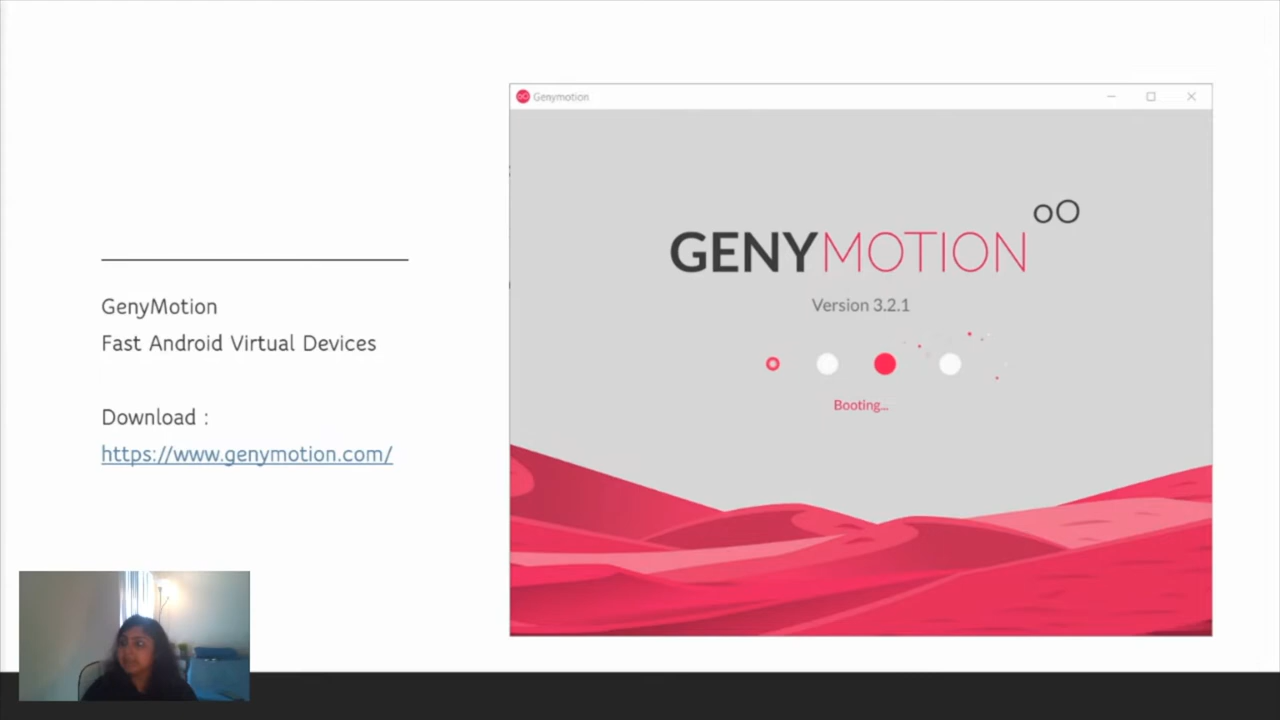 GenyMotion
Fast Android Virtual Devices
Download :
https://www.genymotion.com/
Genymotion
GENYMOTION
Version 3.2.1
Booting...